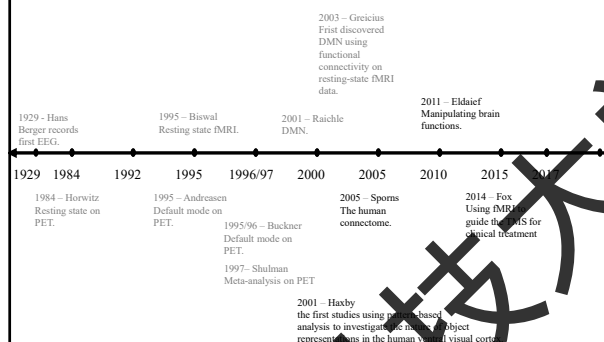 2003 – Greicius
Frist discovered
DMN using
functional
connectivity on
resting-state fMRI
data.
2011 – Eldaief
Manipulating brain
functions.
1929 - Hans
Berger records
first EEG.
1995 – Biswal
Resting state fMRI.
2001 – Raichle
DMN.
1929 1984 1992 1995 1996/97 2000 2005 2010 2015 2017
1984 – Horwitz
Resting state on
PET.
1995 – Andreasen
Default mode on
PET.
2005 – Sporns
The human
connectome.
2014 – Fox
Using fMRI to
guide the TMS for
clinical treatment
1995/96 – Buckner
Default mode on
PET.
1997– Shulman
Meta-analysis on PET
2001 – Haxby
the first studies using pattern-based
analysis to investigate the nature of object
representations in the human ventral visual cortex